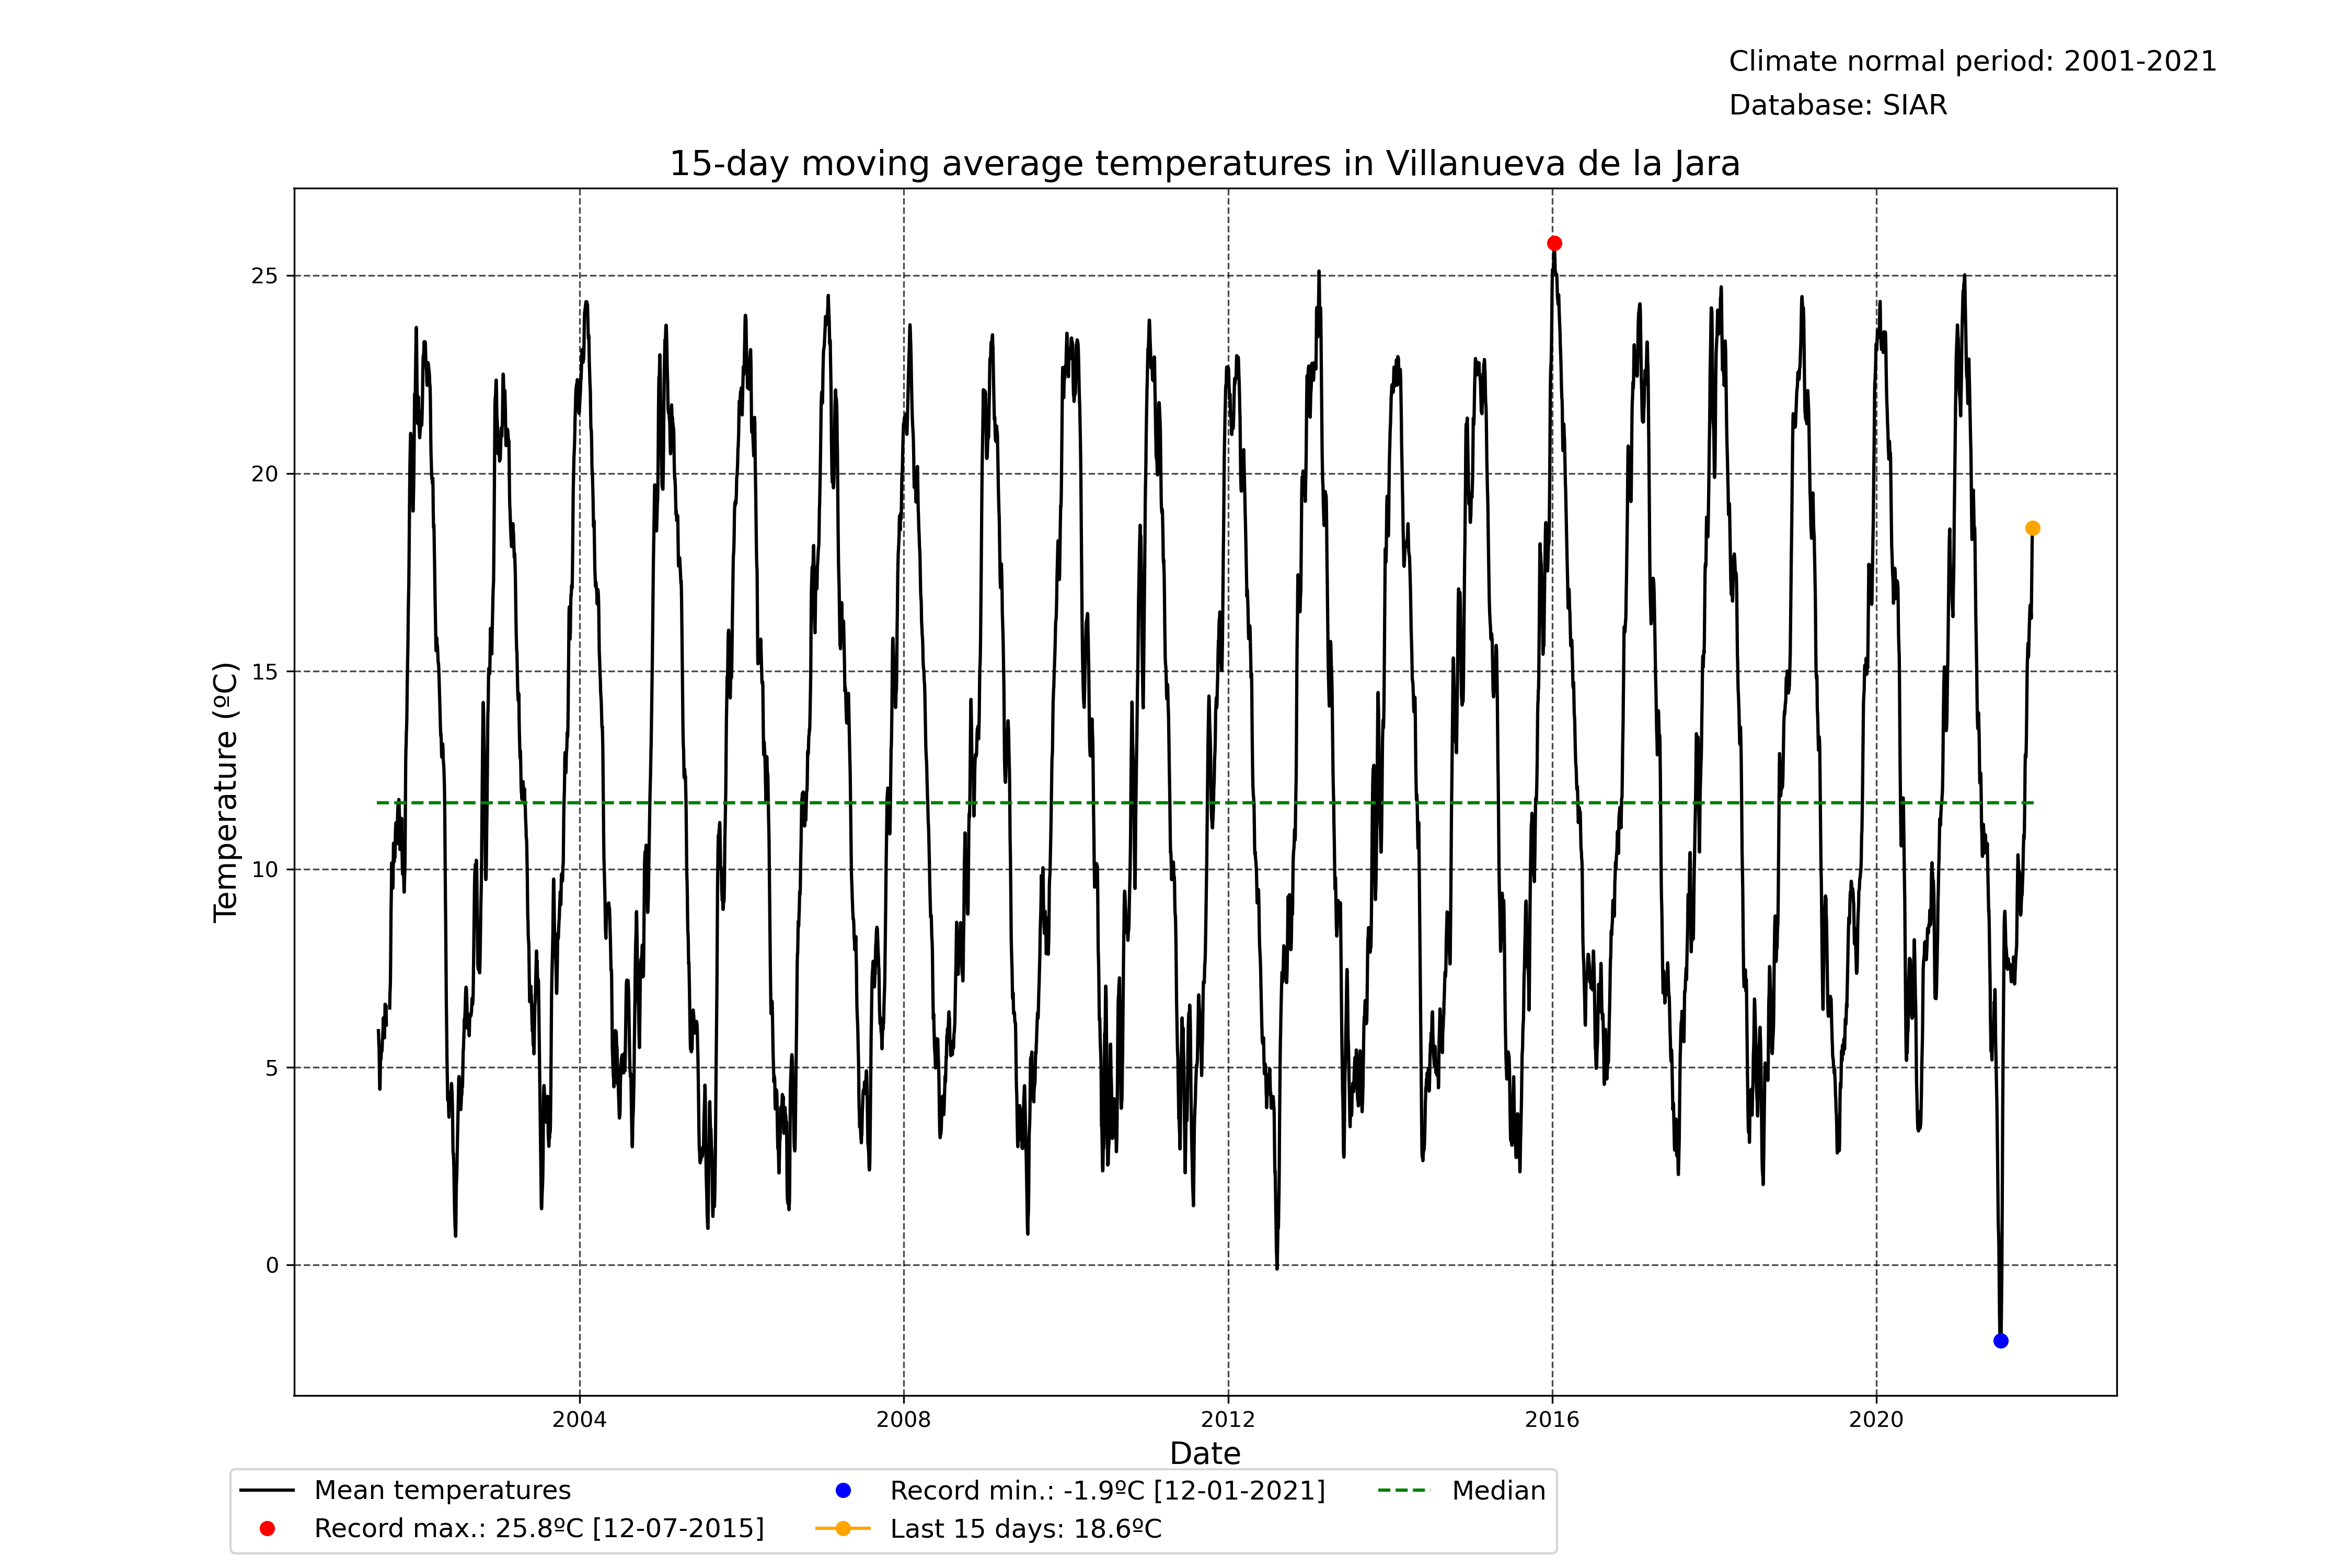 Climate normal period: 2001-2021
Database: SIAR
15-day moving average temperatures in Villanueva de la Jara
25
20
15
10
5
0
Temperature (ºC)
2004 2008 2012 2016 2020
Date
Mean temperatures
Record max.: 25.8ºC [12-07-2015]
Record min.: -1.9ºC [12-01-2021]
Last 15 days: 18.6ºC
Median